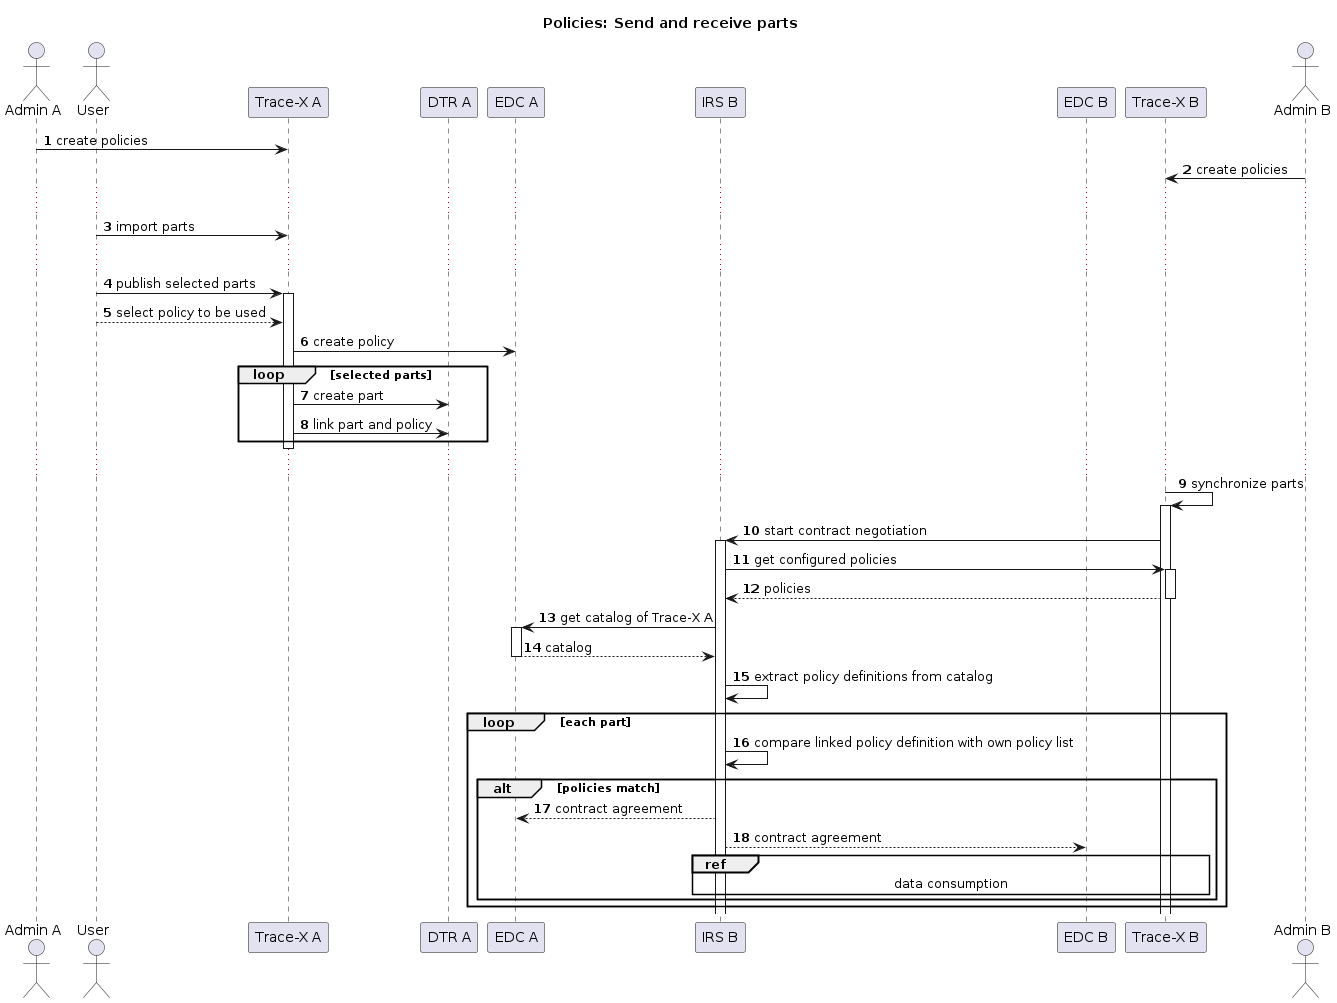 Policies: Send and receive parts
Admin A
User
Trace-X A
DTR A
EDC A
IRS B
EDC B
Trace-X B
Admin B
1 create policies
2 create policies
3 import parts
4 publish selected parts
5 select policy to be used
6 create policy
loop [selected parts]
7 create part
8 link part and policy
9 synchronize parts
10 start contract negotiation
11 get configured policies
12 policies
13 get catalog of Trace-X A
14 catalog
15 extract policy definitions from catalog
loop [each part]
16 compare linked policy definition with own policy list
alt [policies match]
17 contract agreement
18 contract agreement
ref
data consumption
Admin A
User
Trace-X A
DTR A
EDC A
IRS B
EDC B
Trace-X B
Admin B